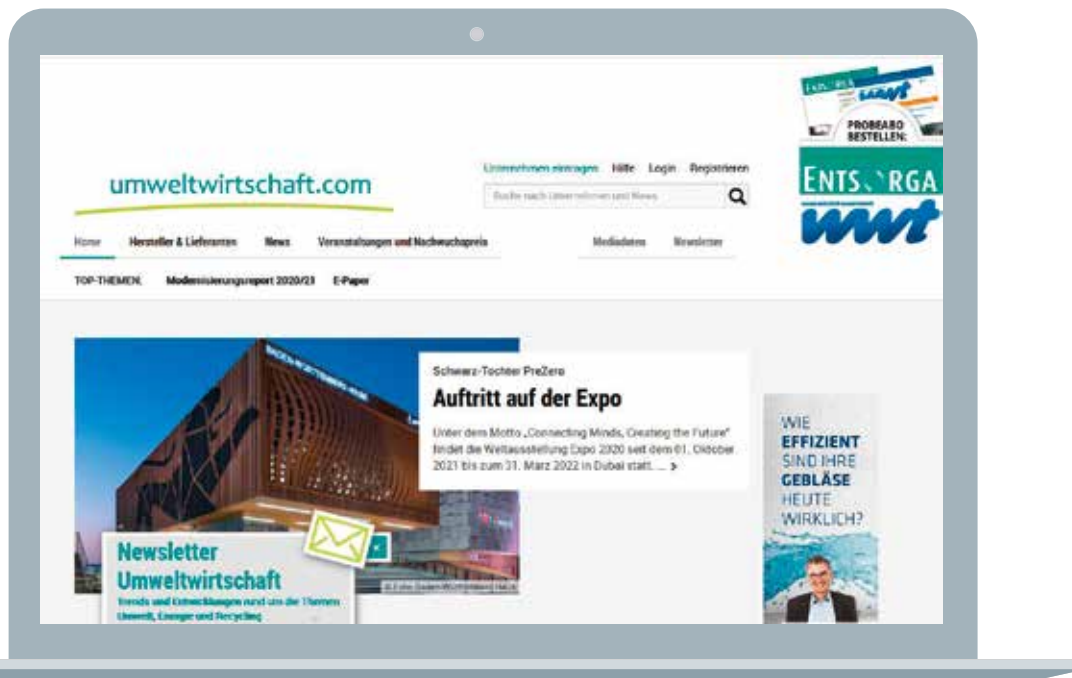 PROBEABO
BESTELLEN:
ENTSORGA
wwt
Unternehmen eintragen Hilfe Login Registrieren
umweltwirtschaft.com
Suche nach Unternehmen und News
Home Hersteller & Lieferanten News Veranstaltungen und Nachwuchspreis Mediadaten Newsletter
TOP-THEMEN: Modernisierungsreport 2020/21 E-Paper
BADEN-WÜRTTEMBERG HAUS
Schwarz-Tochter PreZero
Auftritt auf der Expo
Unter dem Motto „Connecting Minds, Creating the Future"
findet die Weltausstellung Expo 2020 seit dem 01. Oktober
2021 bis zum 31. März 2022 in Dubai statt. ...
WIE
EFFIZIENT
SIND IHRE
GEBLÄSE
HEUTE
WIRKLICH?
Newsletter
Umweltwirtschaft
Trends und Entwicklungen rund um die Themen
Umwelt, Energie und Recycling